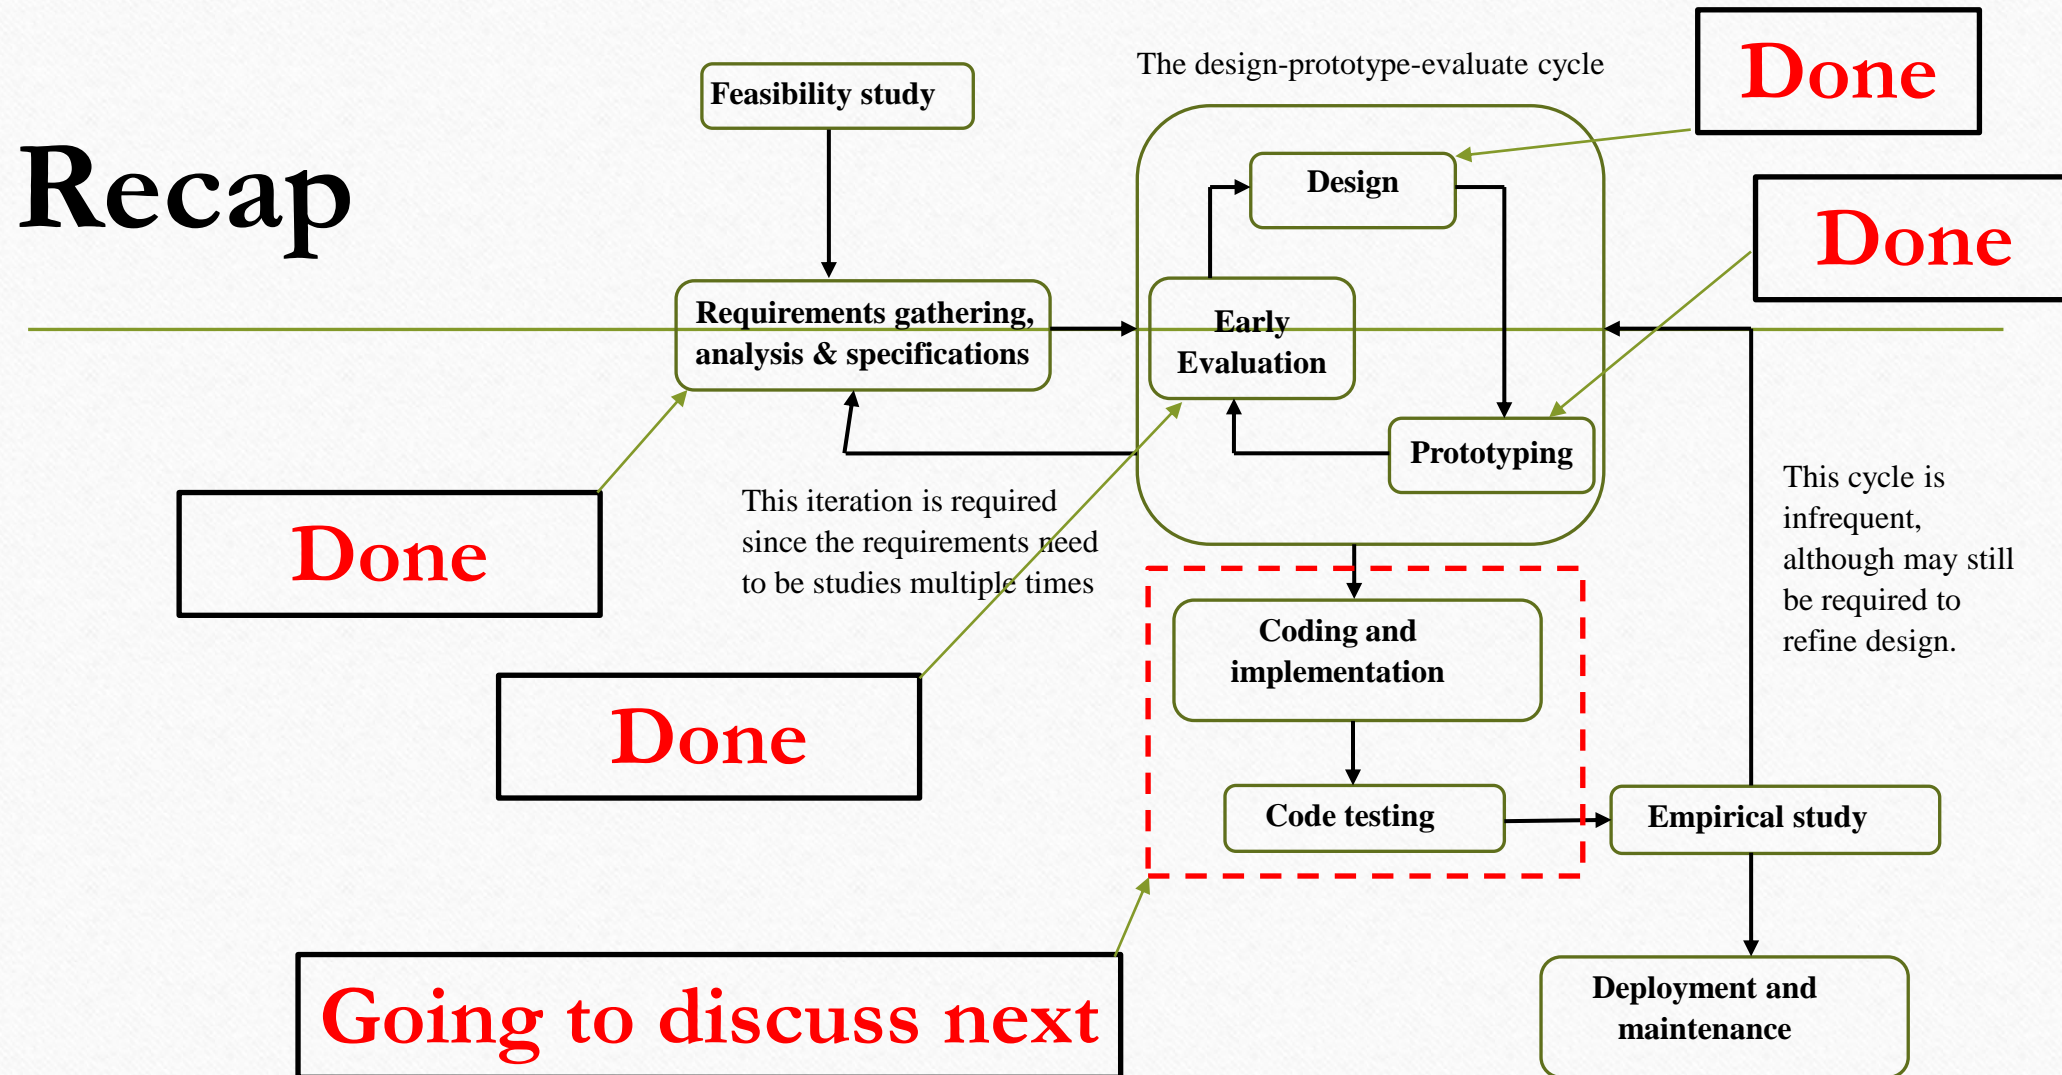 Recap
Feasibility study
The design-prototype-evaluate cycle
Done
Design
Done
Requirements gathering,
analysis & specifications
Early
Evaluation
Prototyping
Done
This iteration is required
since the requirements need
to be studies multiple times
This cycle is
infrequent,
although may still
be required to
refine design.
Done
Coding and
implementation
Code testing
Empirical study
Going to discuss next
Deployment and
maintenance